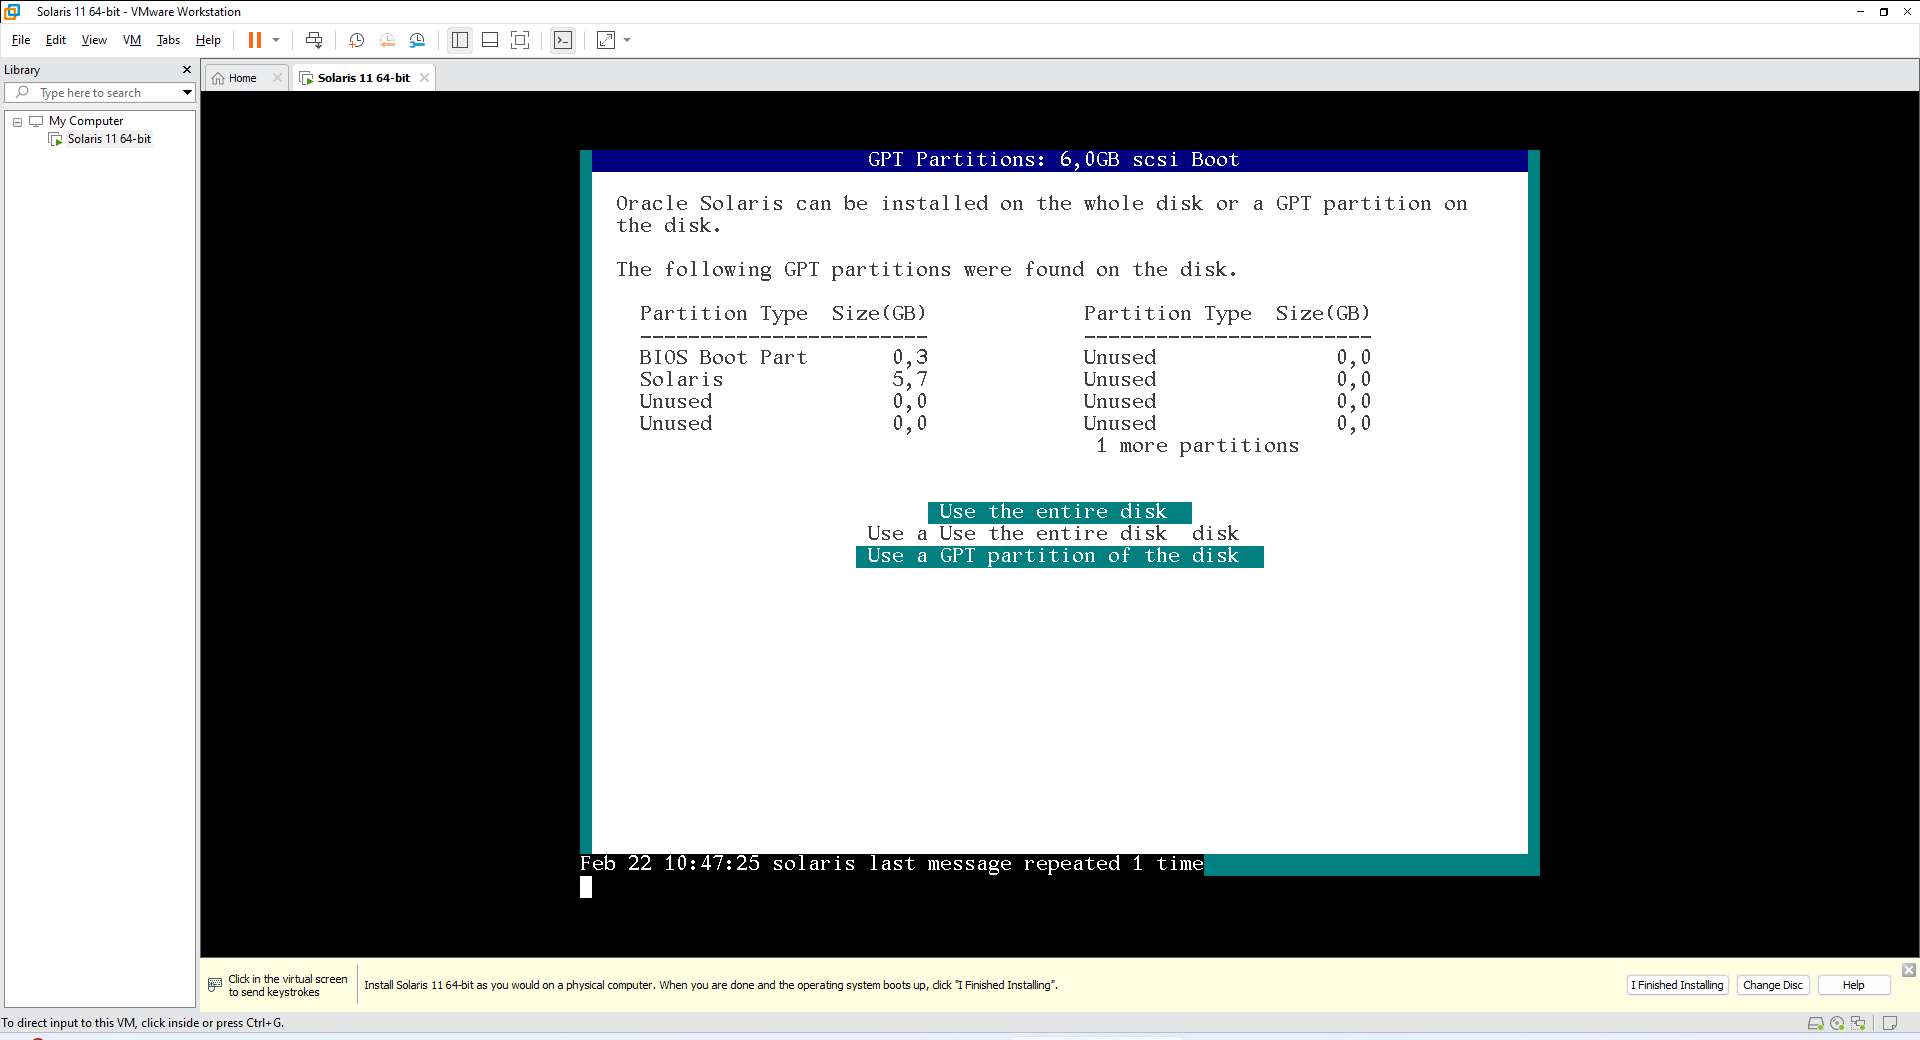 Solaris 11 64-bit - VMware Workstation
File Edit View VM Tabs Help
Library
Type here to search
My Computer
Solaris 11 64-bit
Home
Solaris 11 64-bit
GPT Partitions: 6,0GB scsi Boot
Oracle Solaris can be installed on the whole disk or a GPT partition on
the disk.
The following GPT partitions were found on the disk.
Partition Type Size(GB) Partition Type Size(GB)
------------------------ ------------------------
BIOS Boot Part 0,3 Unused 0,0
Solaris 5,7 Unused 0,0
Unused 0,0 Unused 0,0
Unused 0,0 Unused 0,0
1 more partitions
Use the entire disk
Use a Use the entire disk disk
Use a GPT partition of the disk
Feb 22 10:47:25 solaris last message repeated 1 time
Click in the virtual screen
to send keystrokes
Install Solaris 11 64-bit as you would on a physical computer. When you are done and the operating system boots up, click "I Finished Installing".
I Finished Installing Change Disc Help
To direct input to this VM, click inside or press Ctrl+G.